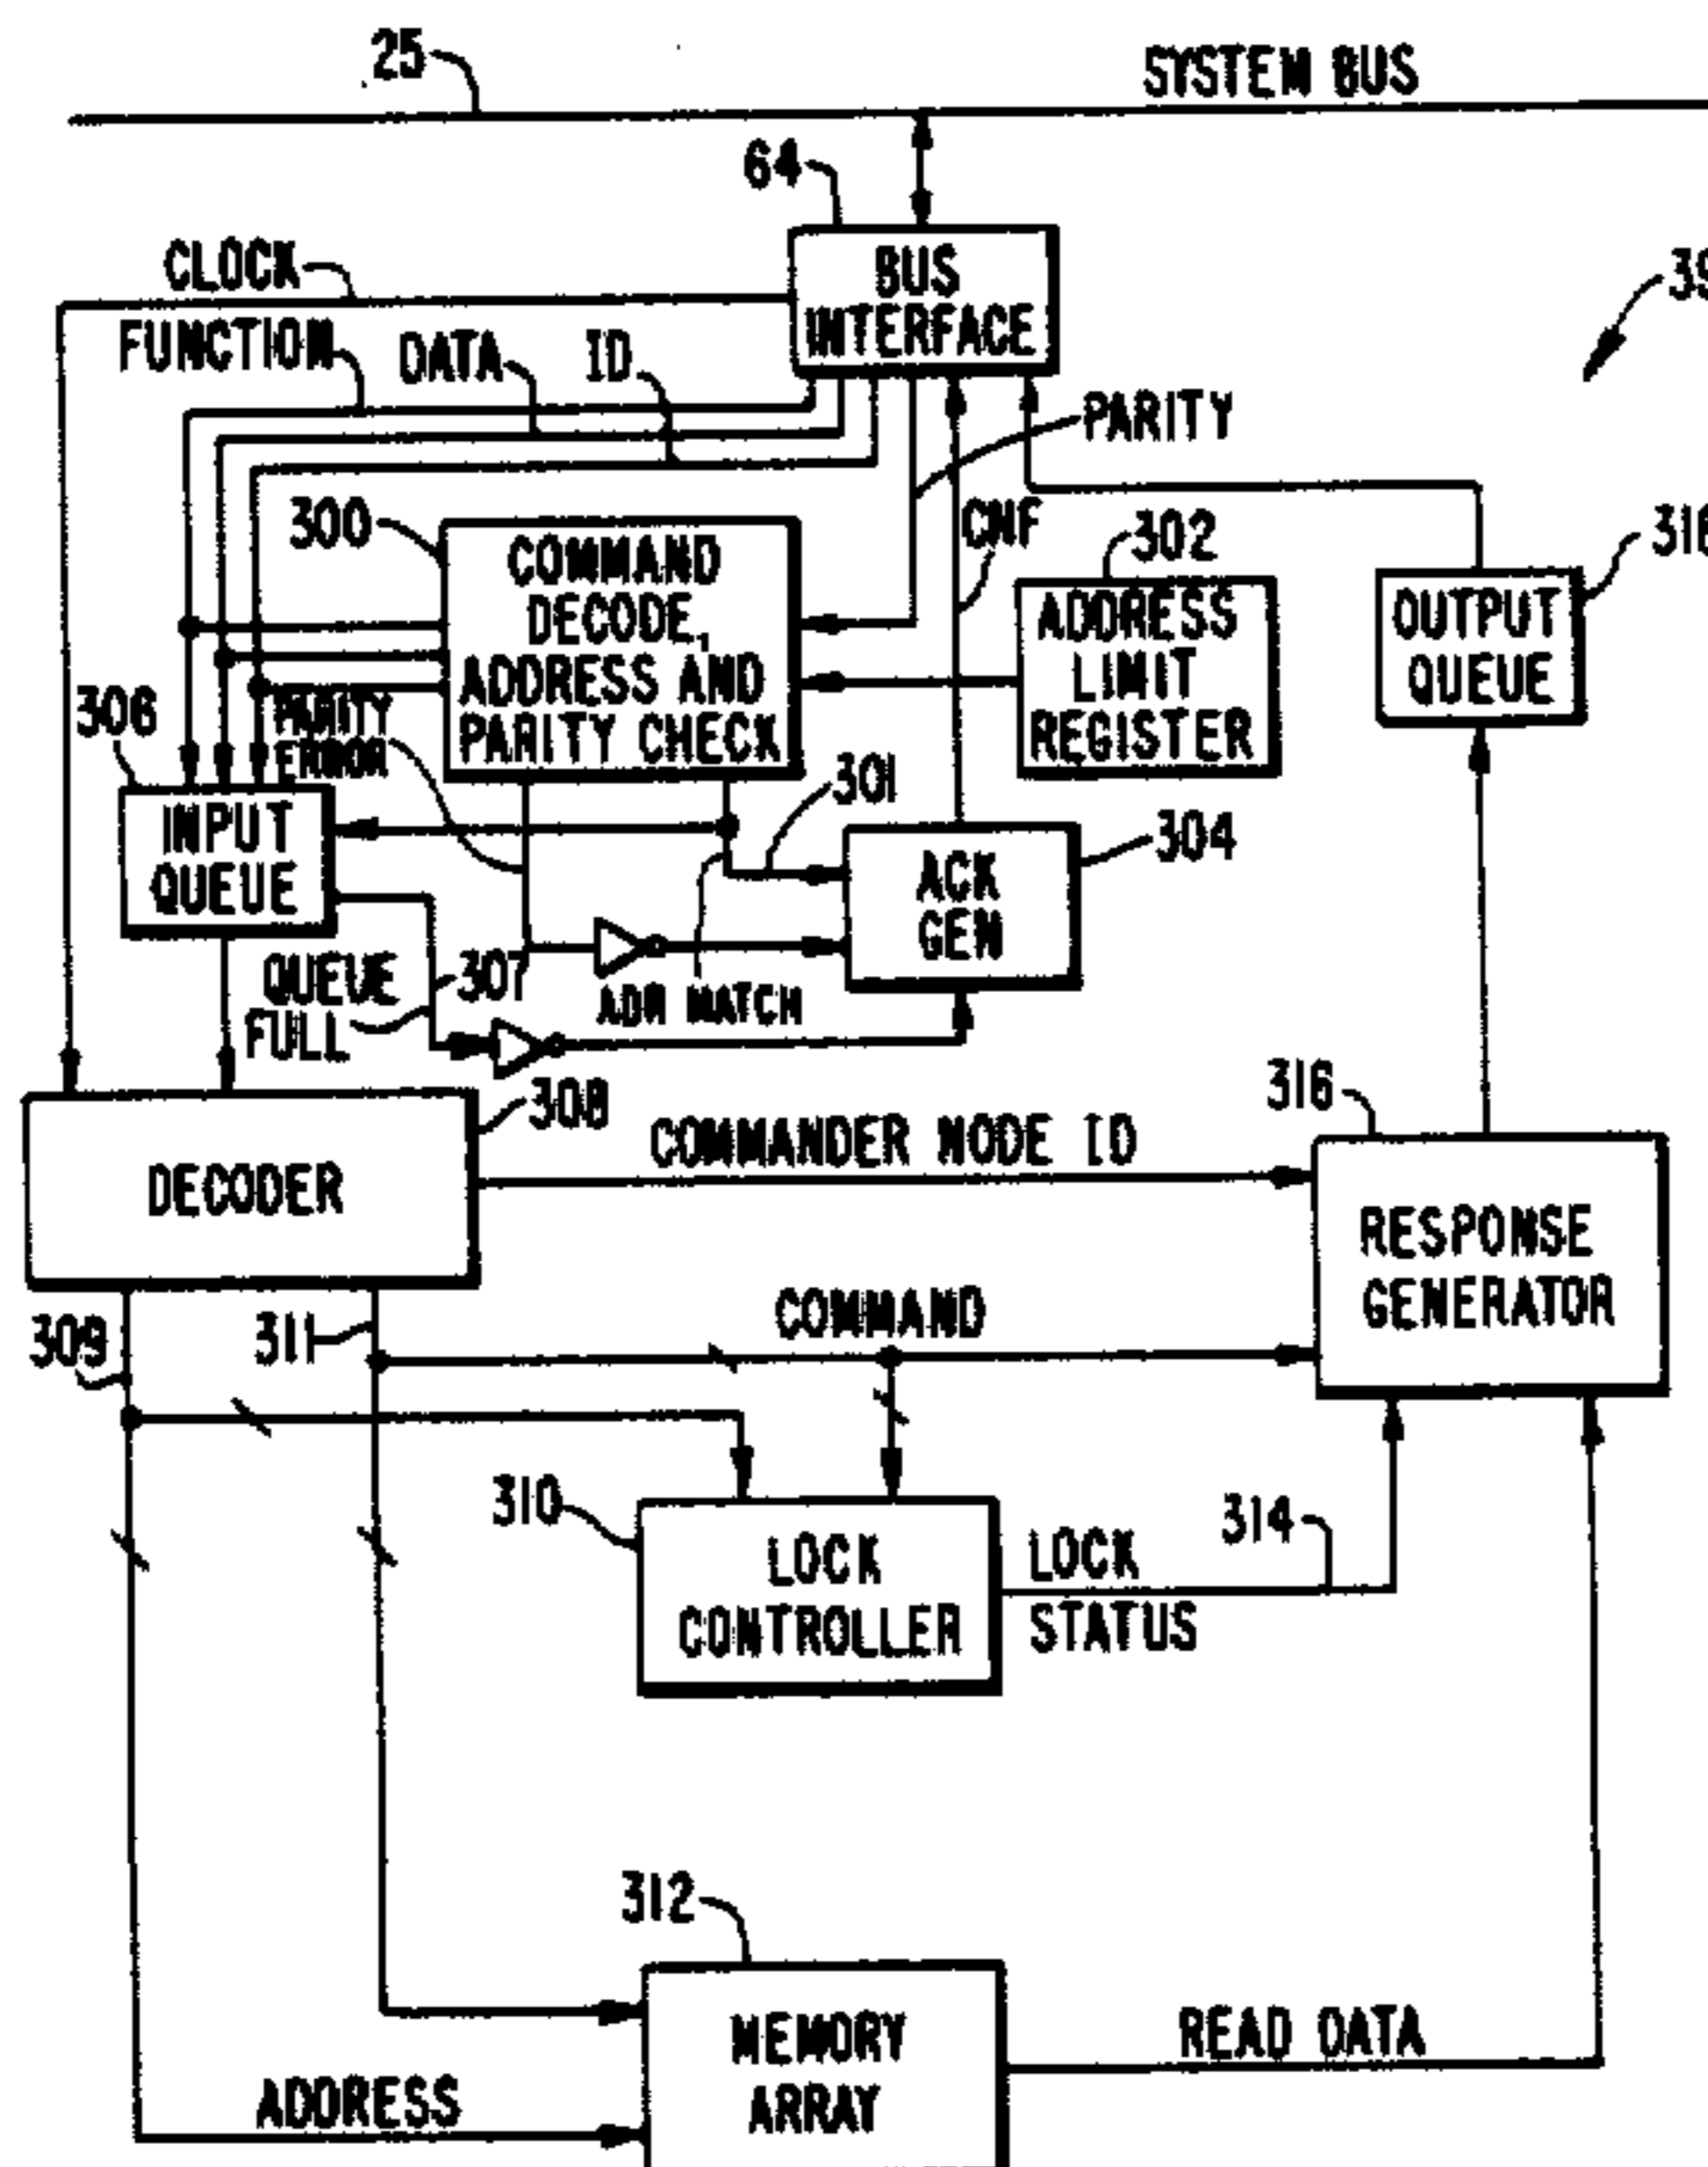 25
SYSTEM BUS
64
CLOCK
BUS
INTERFACE
39
FUNCTION
DATA
ID
PARITY
300
COMMAND
DECODE,
ADDRESS AND
PARITY CHECK
CNF
302
ADDRESS
LIMIT
REGISTER
OUTPUT
QUEUE
306
PARITY
ERROR
301
INPUT
QUEUE
304
ACK
GEN
QUEUE
FULL
307
ADR MATCH
308
DECODER
COMMANDER NODE ID
316
RESPONSE
GENERATOR
309
311
COMMAND
310
LOCK
CONTROLLER
LOCK
STATUS
314
312
MEMORY
ARRAY
READ DATA
ADDRESS